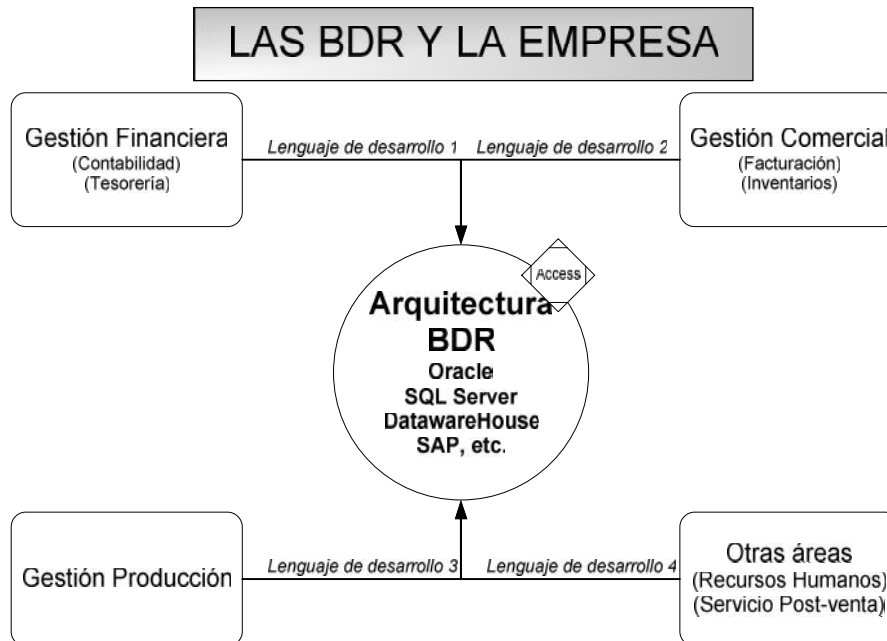 LAS BDR Y LA EMPRESA
Gestión Financiera
(Contabilidad)
(Tesorería)
Lenguaje de desarrollo 1
Lenguaje de desarrollo 2
Gestión Comercial
(Facturación)
(Inventarios)
Access
Arquitectura
BDR
Oracle
SQL Server
DatawareHouse
SAP, etc.
Gestión Producción
Lenguaje de desarrollo 3
Lenguaje de desarrollo 4
Otras áreas
(Recursos Humanos)
(Servicio Post-venta)